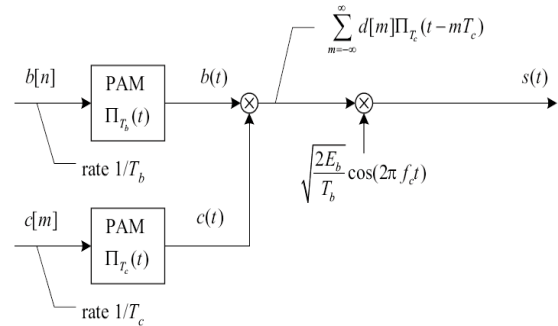 ∑_{m=-∞}^{∞} d[m]Π_{T_c}(t - mT_c)
b[n]
PAM
Π_{T_b}(t)
b(t)
s(t)
rate 1/T_b
√(2E_b/T_b) cos(2π f_c t)
c[m]
PAM
Π_{T_c}(t)
c(t)
rate 1/T_c